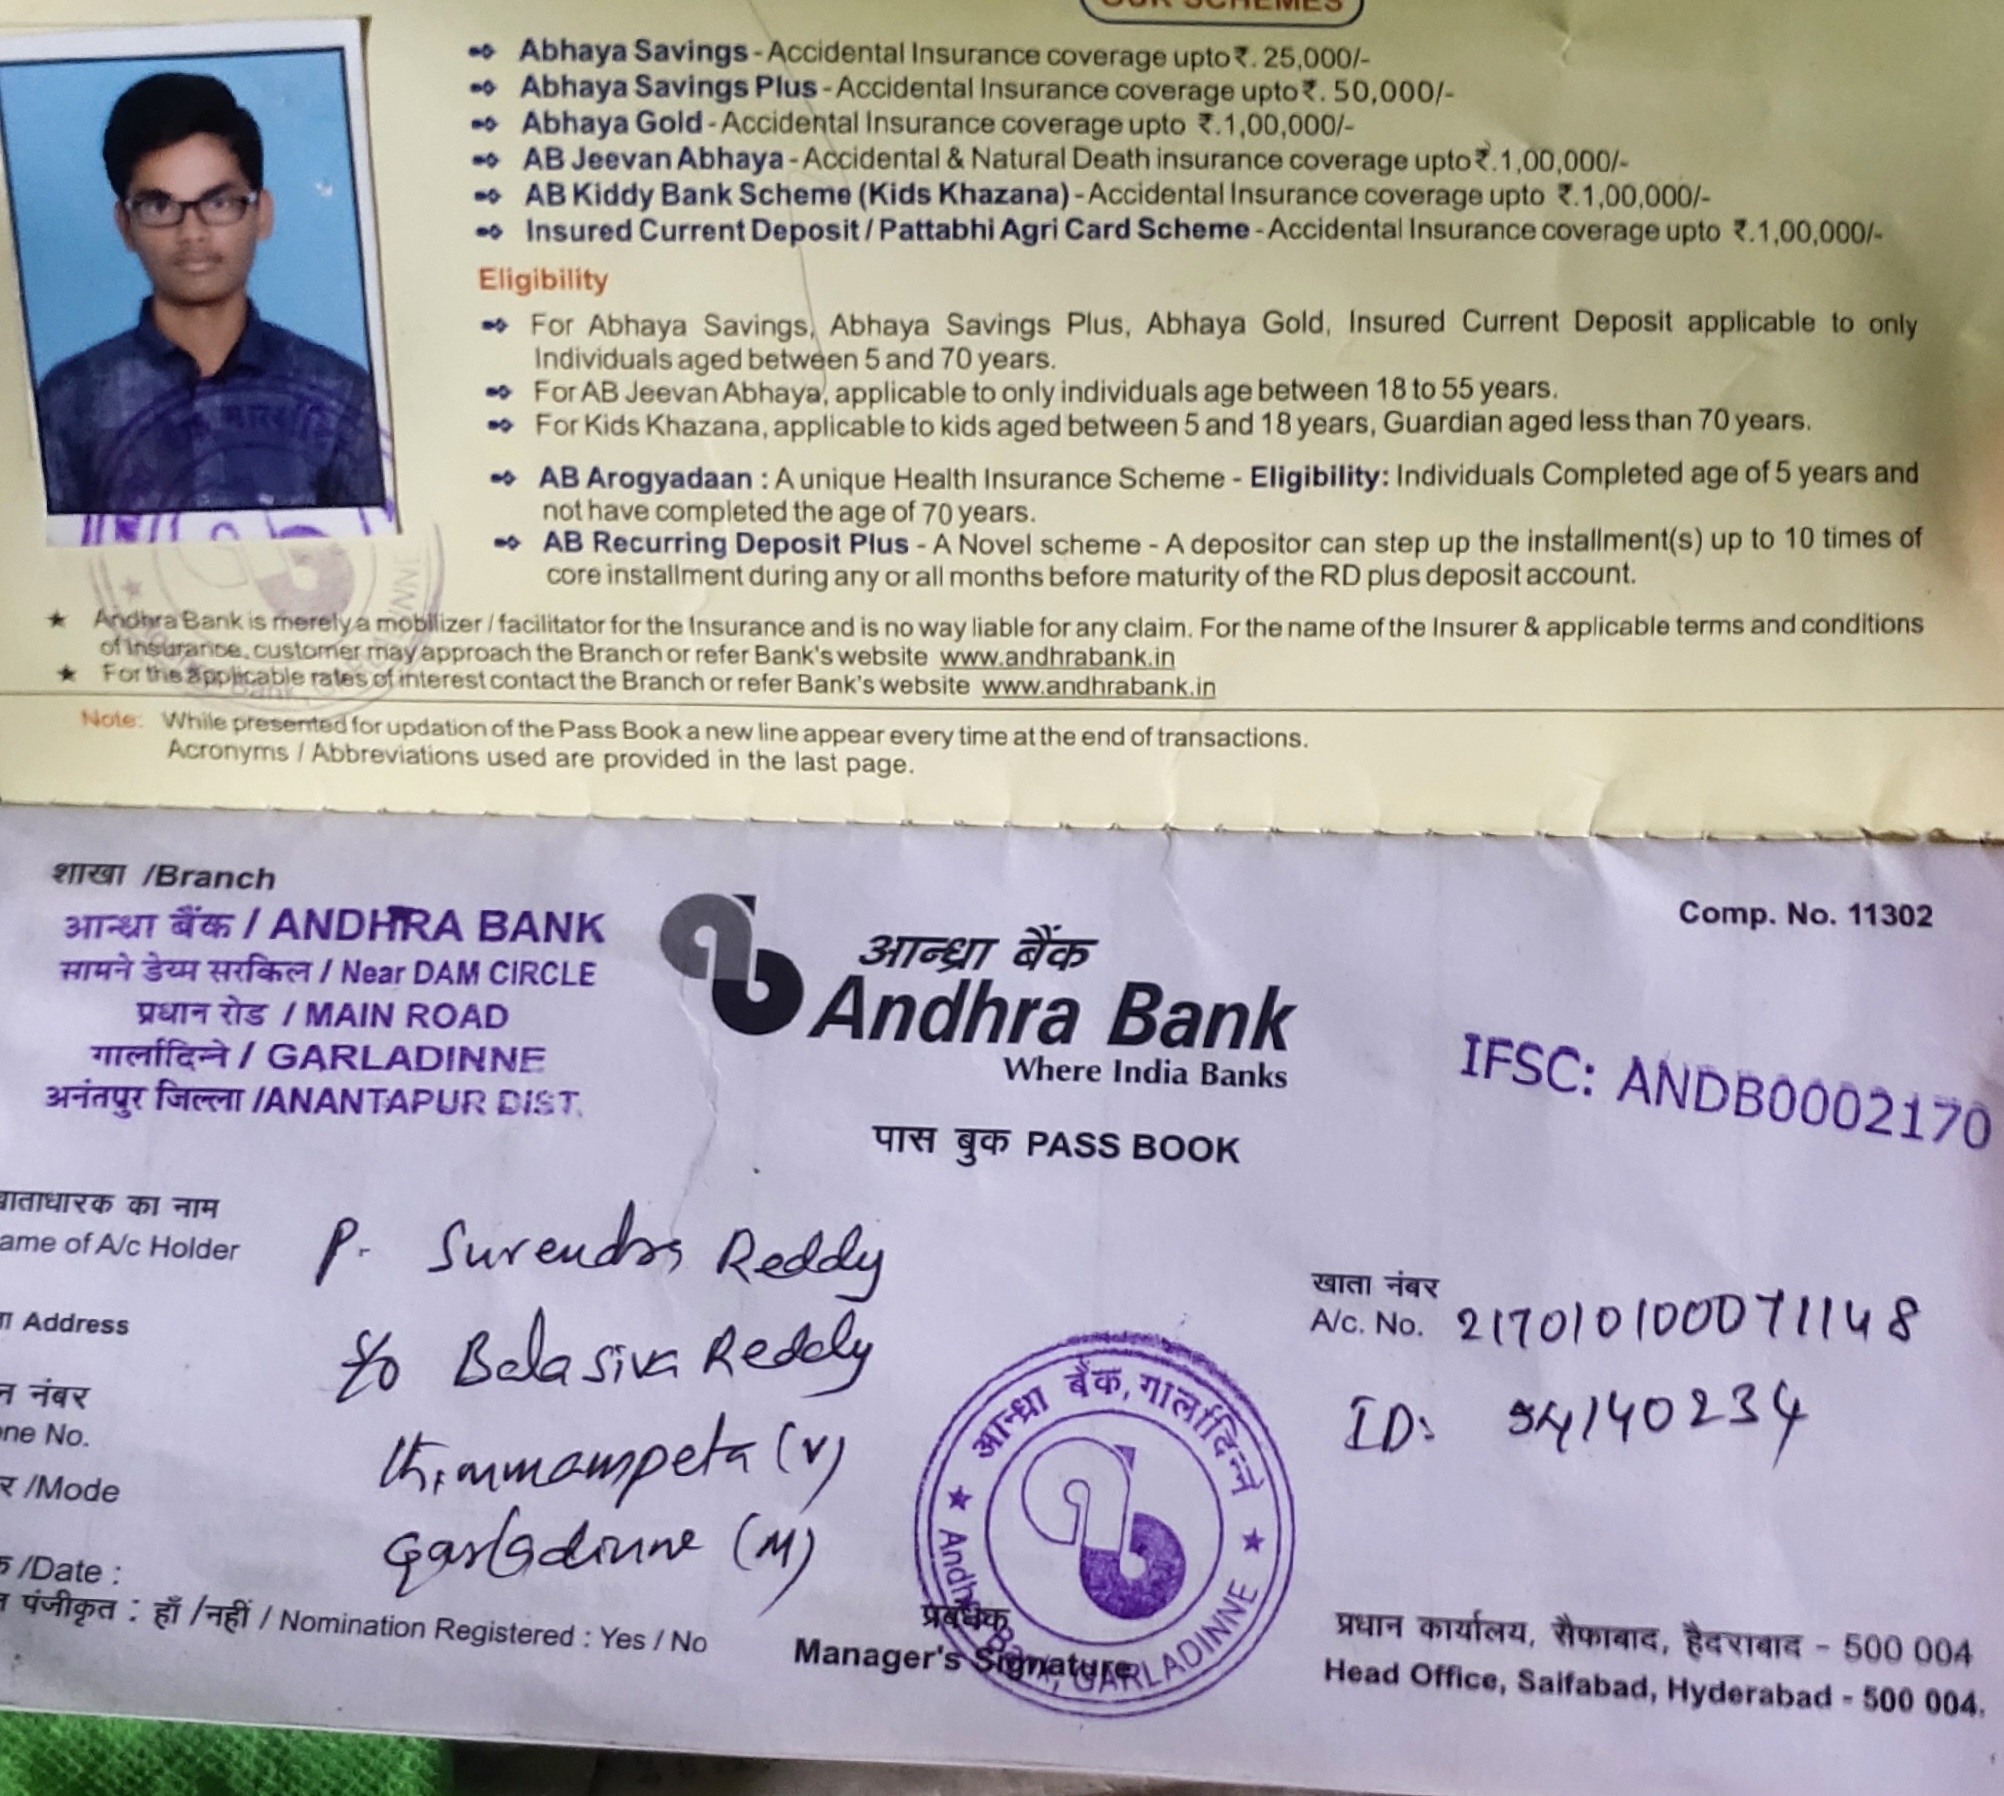 OUR SCHEMES
Abhaya Savings - Accidental Insurance coverage upto ₹. 25,000/-
Abhaya Savings Plus - Accidental Insurance coverage upto ₹. 50,000/-
Abhaya Gold - Accidental Insurance coverage upto ₹.1,00,000/-
AB Jeevan Abhaya - Accidental & Natural Death insurance coverage upto ₹.1,00,000/-
AB Kiddy Bank Scheme (Kids Khazana) - Accidental Insurance coverage upto ₹.1,00,000/-
Insured Current Deposit / Pattabhi Agri Card Scheme - Accidental Insurance coverage upto ₹.1,00,000/-
Eligibility
For Abhaya Savings, Abhaya Savings Plus, Abhaya Gold, Insured Current Deposit applicable to only
Individuals aged between 5 and 70 years.
For AB Jeevan Abhaya, applicable to only individuals age between 18 to 55 years.
For Kids Khazana, applicable to kids aged between 5 and 18 years, Guardian aged less than 70 years.
AB Arogyadaan : A unique Health Insurance Scheme - Eligibility: Individuals Completed age of 5 years and
not have completed the age of 70 years.
AB Recurring Deposit Plus - A Novel scheme - A depositor can step up the installment(s) up to 10 times of
core installment during any or all months before maturity of the RD plus deposit account.
★ Andhra Bank is merely a mobilizer / facilitator for the Insurance and is no way liable for any claim. For the name of the Insurer & applicable terms and conditions
of Insurance, customer may approach the Branch or refer Bank's website www.andhrabank.in
★ For the applicable rates of interest contact the Branch or refer Bank's website www.andhrabank.in
Note: While presented for updation of the Pass Book a new line appear every time at the end of transactions.
Acronyms / Abbreviations used are provided in the last page.
शाखा /Branch
आन्ध्रा बैंक / ANDHRA BANK
सामने डेय्म सरकिल / Near DAM CIRCLE
प्रधान रोड / MAIN ROAD
गार्लादिन्ने / GARLADINNE
अनंतपुर जिल्ला /ANANTAPUR DIST.
आन्ध्रा बैंक
Andhra Bank
Where India Banks
पास बुक PASS BOOK
Comp. No. 11302
IFSC: ANDB0002170
खाताधारक का नाम
ame of A/c Holder
P. Surendra Reddy
Address
S/o Bala Siva Reddy
नंबर
ne No.
Thimmampeta (V)
/Mode
Garladinne (M)
/Date :
पंजीकृत : हाँ /नहीं / Nomination Registered : Yes / No
खाता नंबर
A/c. No. 217010100071148
ID: 54140234
आन्ध्रा बैंक, गार्लादिन्ने
Andhra Bank, GARLADINNE
प्रबंधक
Manager's Signature
प्रधान कार्यालय, सैफाबाद, हैदराबाद - 500 004
Head Office, Saifabad, Hyderabad - 500 004.